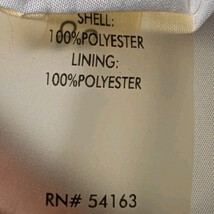 SHELL:
100%POLYESTER
LINING:
100%POLYESTER
RN# 54163